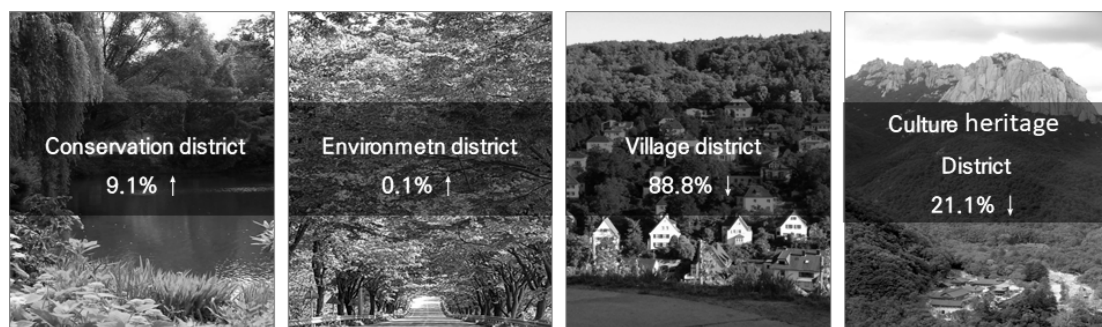 Conservation district
9.1% ↑
Environmetn district
0.1% ↑
Village district
88.8% ↓
Culture heritage
District
21.1% ↓